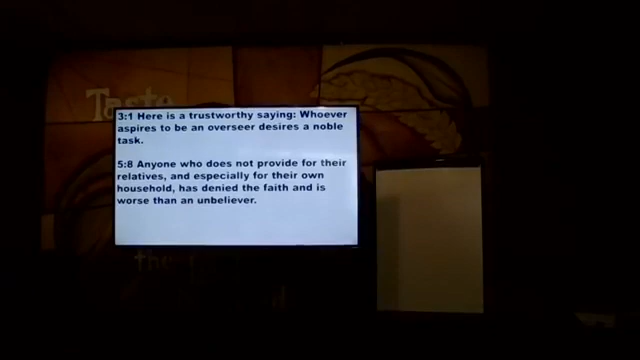 Taste
3:1 Here is a trustworthy saying: Whoever
aspires to be an overseer desires a noble
task.
5:8 Anyone who does not provide for their
relatives, and especially for their own
household, has denied the faith and is
worse than an unbeliever.
the